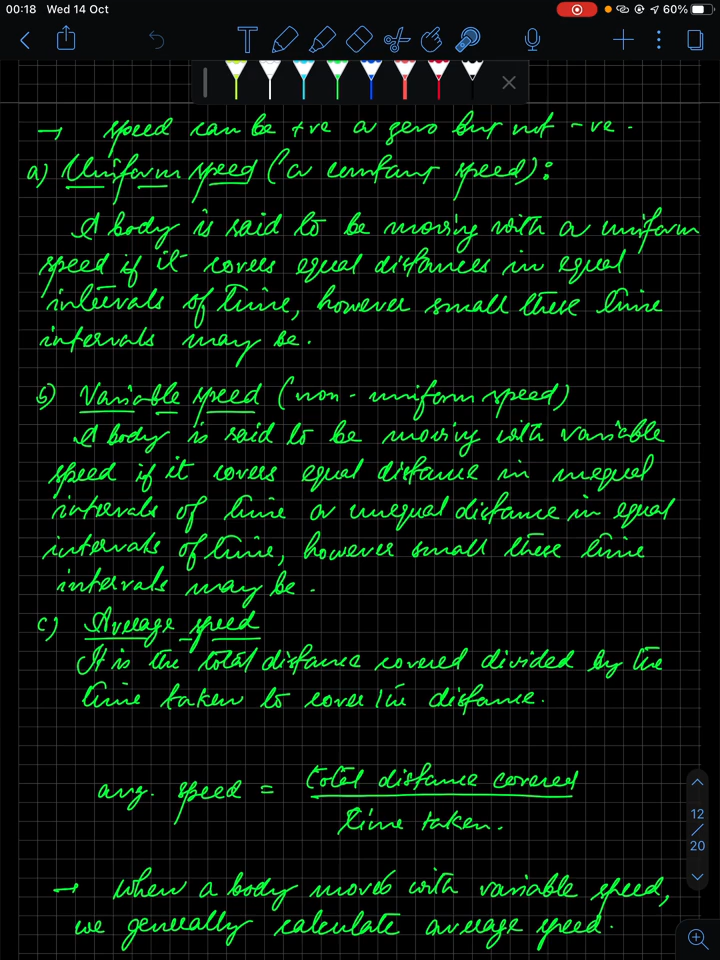 00:18 Wed 14 Oct
60%
→ speed can be +ve or zero but not -ve.
a) Uniform speed (or constant speed):
A body is said to be moving with a uniform
speed if it covers equal distances in equal
intervals of time, however small these time
intervals may be.
b) Variable speed (non-uniform speed)
A body is said to be moving with variable
speed if it covers equal distance in unequal
intervals of time or unequal distance in equal
intervals of time, however small these time
intervals may be.
c) Average speed
It is the total distance covered divided by the
time taken to cover the distance.
avg. speed = total distance covered
time taken.
12
/
20
→ when a body moves with variable speed,
we generally calculate average speed.